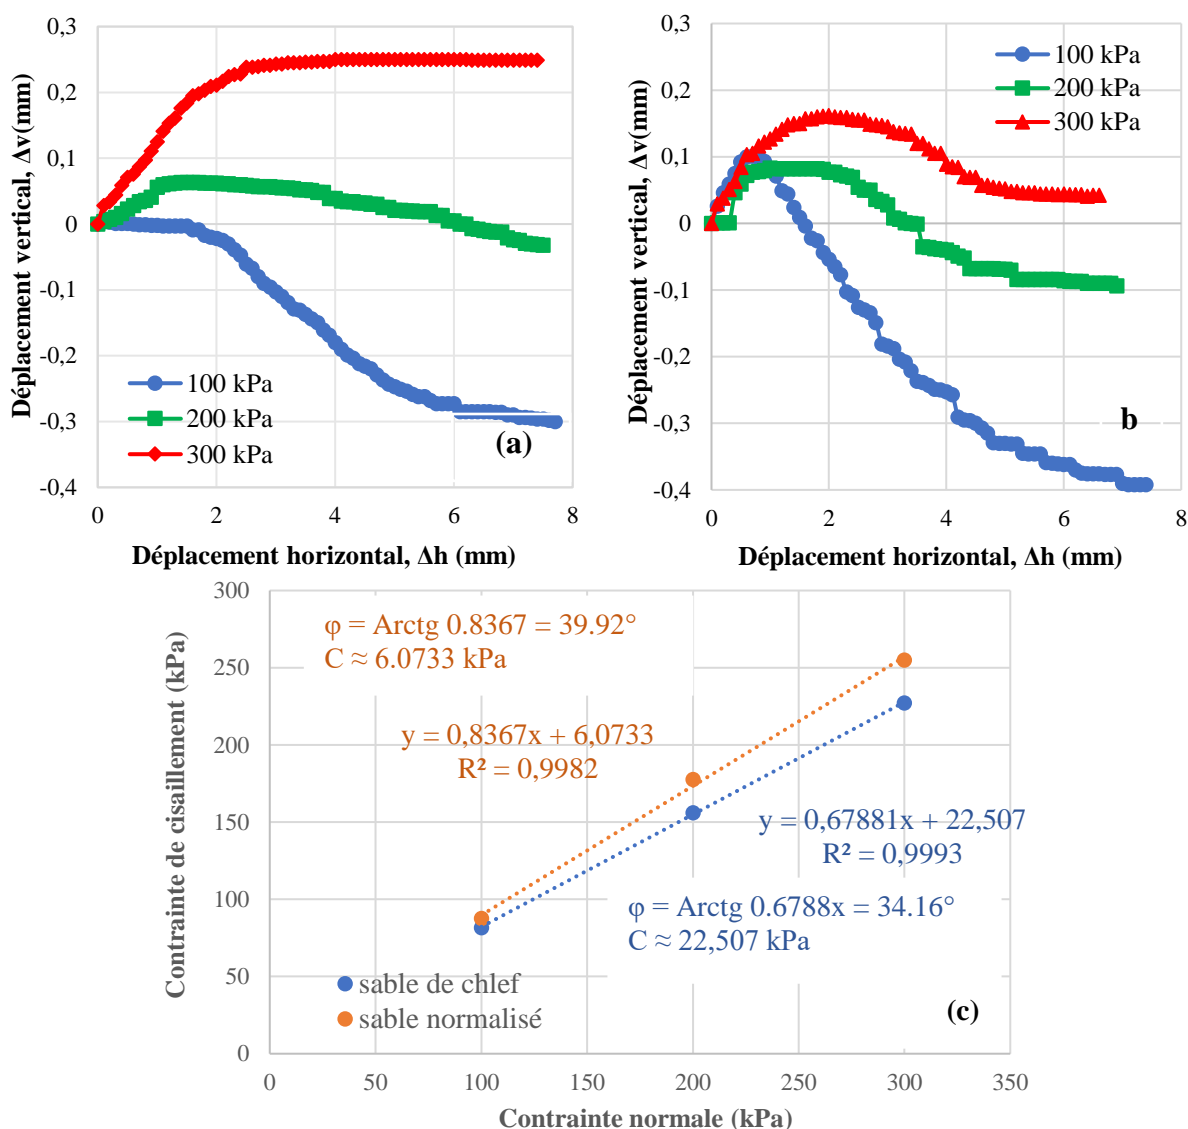 0,3
0,2
0,1
0
-0,1
-0,2
-0,3
-0,4
Déplacement vertical, Δv(mm)
100 kPa
200 kPa
300 kPa
(a)
0
2
4
6
8
Déplacement horizontal, Δh (mm)
0,3
0,2
0,1
0
-0,1
-0,2
-0,3
-0,4
Déplacement vertical, Δv(mm)
100 kPa
200 kPa
300 kPa
b
0
2
4
6
8
Déplacement horizontal, Δh (mm)
300
250
200
150
100
50
0
Contrainte de cisaillement (kPa)
φ = Arctg 0.8367 = 39.92°
C ≈ 6.0733 kPa
y = 0,8367x + 6,0733
R² = 0,9982
y = 0,67881x + 22,507
R² = 0,9993
φ = Arctg 0.6788x = 34.16°
C ≈ 22,507 kPa
sable de chlef
sable normalisé
(c)
0
50
100
150
200
250
300
350
Contrainte normale (kPa)